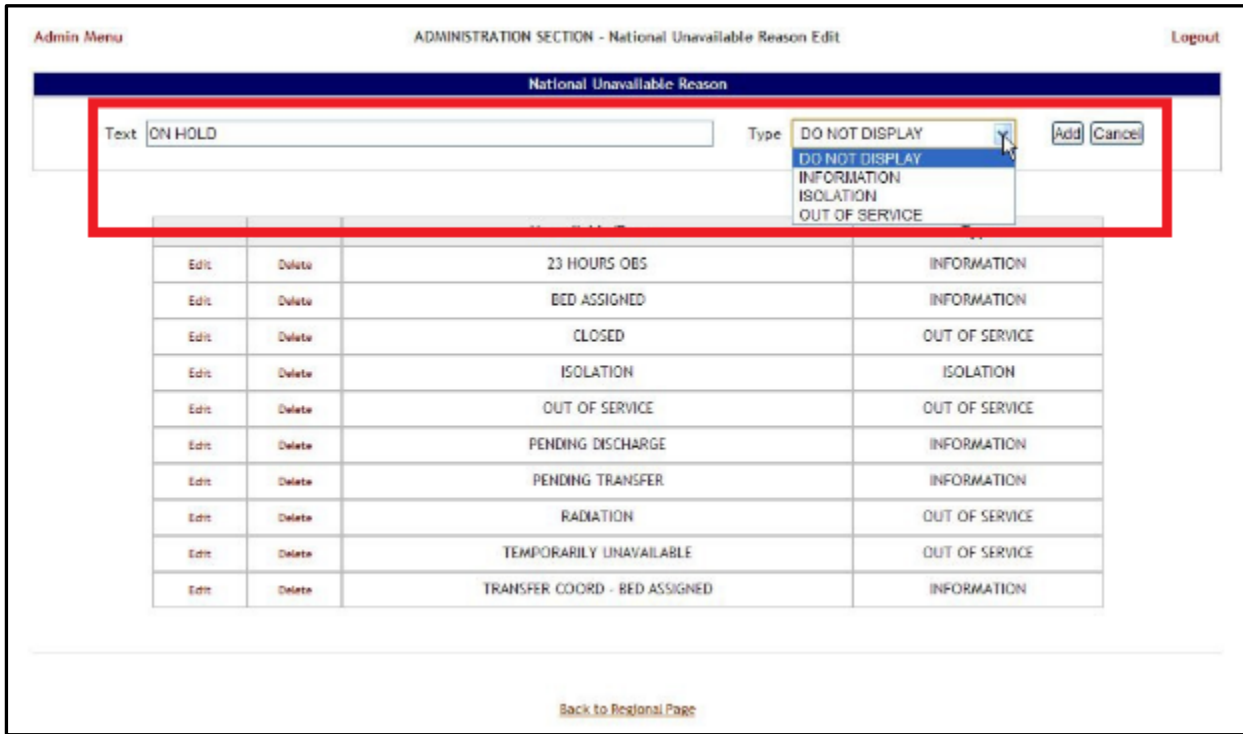 Admin Menu ADMINISTRATION SECTION - National Unavailable Reason Edit Logout
National Unavailable Reason
Text ON HOLD Type DO NOT DISPLAY Add Cancel
DO NOT DISPLAY
INFORMATION
ISOLATION
OUT OF SERVICE
Edit Delete 23 HOURS OBS INFORMATION
Edit Delete BED ASSIGNED INFORMATION
Edit Delete CLOSED OUT OF SERVICE
Edit Delete ISOLATION ISOLATION
Edit Delete OUT OF SERVICE OUT OF SERVICE
Edit Delete PENDING DISCHARGE INFORMATION
Edit Delete PENDING TRANSFER INFORMATION
Edit Delete RADIATION OUT OF SERVICE
Edit Delete TEMPORARILY UNAVAILABLE OUT OF SERVICE
Edit Delete TRANSFER COORD - BED ASSIGNED INFORMATION
Back to Regional Page